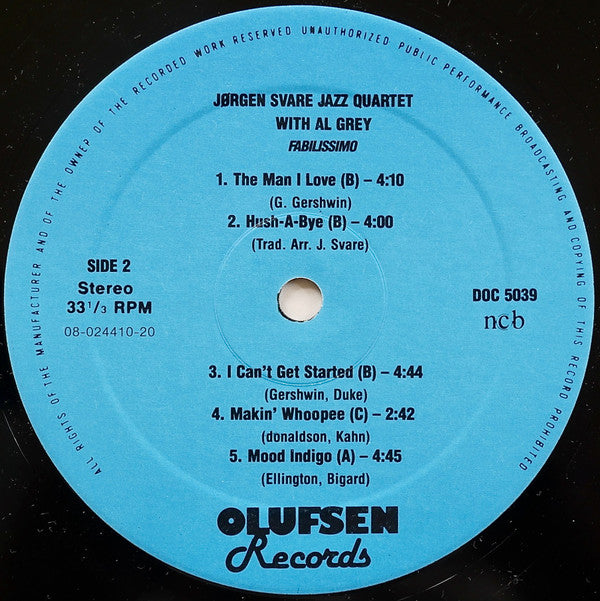 ALL RIGHTS OF THE MANUFACTURER AND OF THE OWNER OF THE RECORDED WORK RESERVED UNAUTHORIZED PUBLIC PERFORMANCE BROADCASTING AND COPYING OF THIS RECORD PROHIBITED
JØRGEN SVARE JAZZ QUARTET
WITH AL GREY
FABILISSIMO
1. The Man I Love (B) – 4:10
(G. Gershwin)
2. Hush-A-Bye (B) – 4:00
(Trad. Arr. J. Svare)
SIDE 2
Stereo
33 1/3 RPM
08-024410-20
DOC 5039
ncb
3. I Can't Get Started (B) – 4:44
(Gershwin, Duke)
4. Makin' Whoopee (C) – 2:42
(donaldson, Kahn)
5. Mood Indigo (A) – 4:45
(Ellington, Bigard)
OLUFSEN
Records